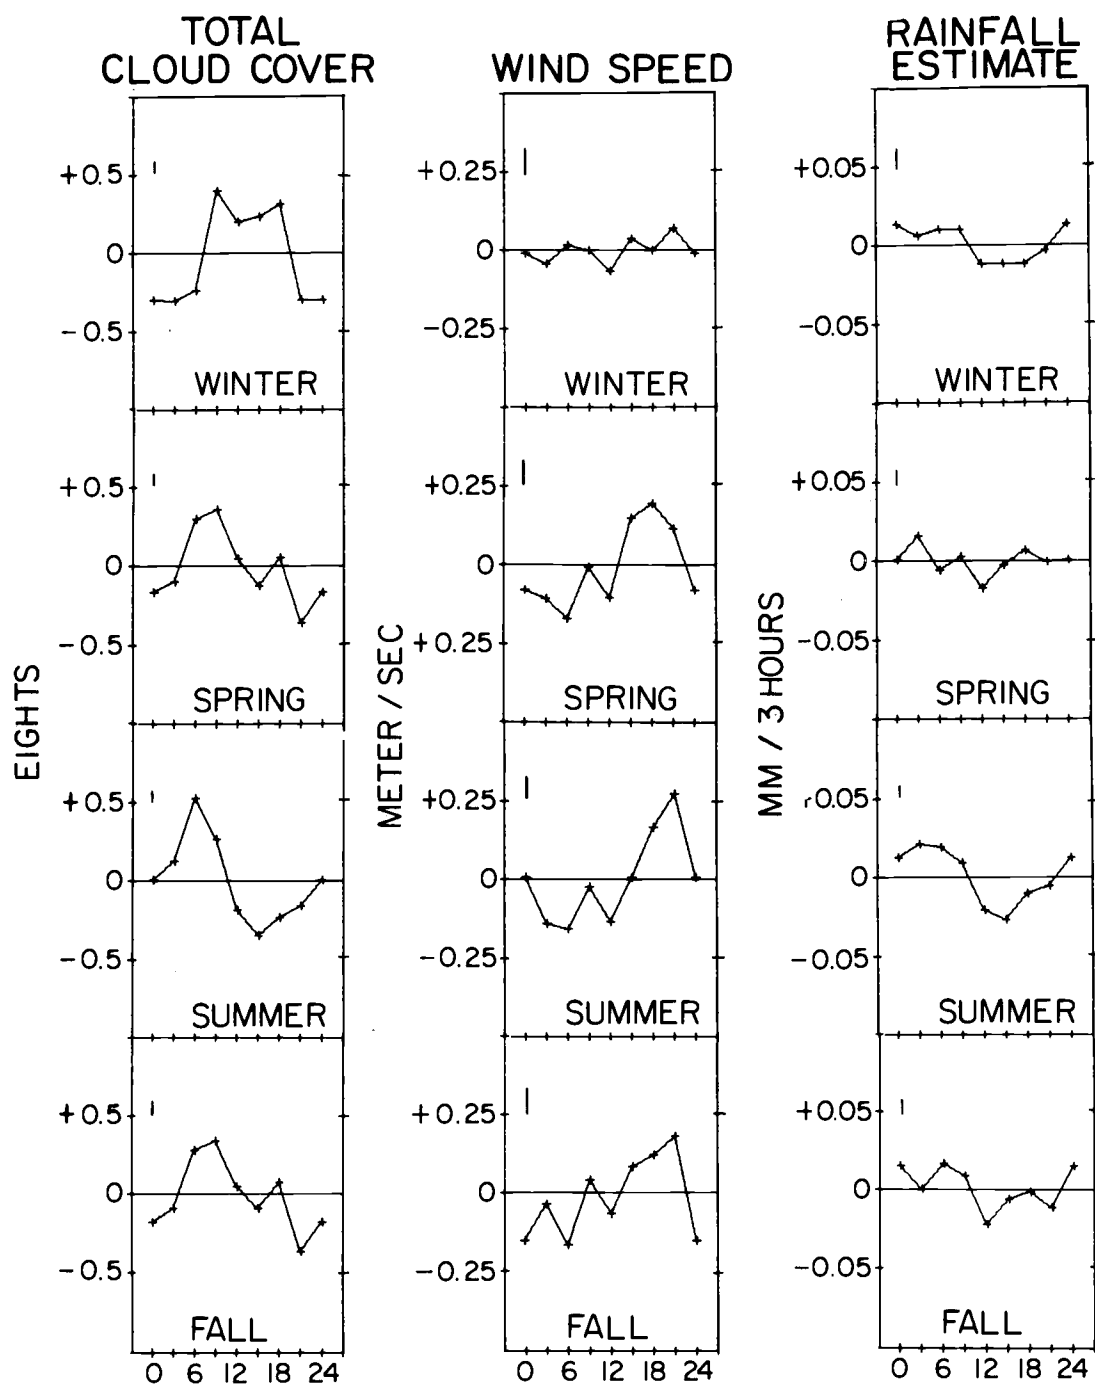 TOTAL
CLOUD COVER
WIND SPEED
RAINFALL
ESTIMATE
EIGHTS
+0.5
0
-0.5
WINTER
+0.5
0
-0.5
SPRING
+0.5
0
-0.5
SUMMER
+0.5
0
-0.5
FALL
0 6 12 18 24
METER / SEC
+0.25
0
-0.25
WINTER
+0.25
0
+0.25
SPRING
+0.25
0
-0.25
SUMMER
+0.25
0
-0.25
FALL
0 6 12 18 24
MM / 3 HOURS
+0.05
0
-0.05
WINTER
+0.05
0
-0.05
SPRING
0.05
0
-0.05
SUMMER
+0.05
0
-0.05
FALL
0 6 12 18 24